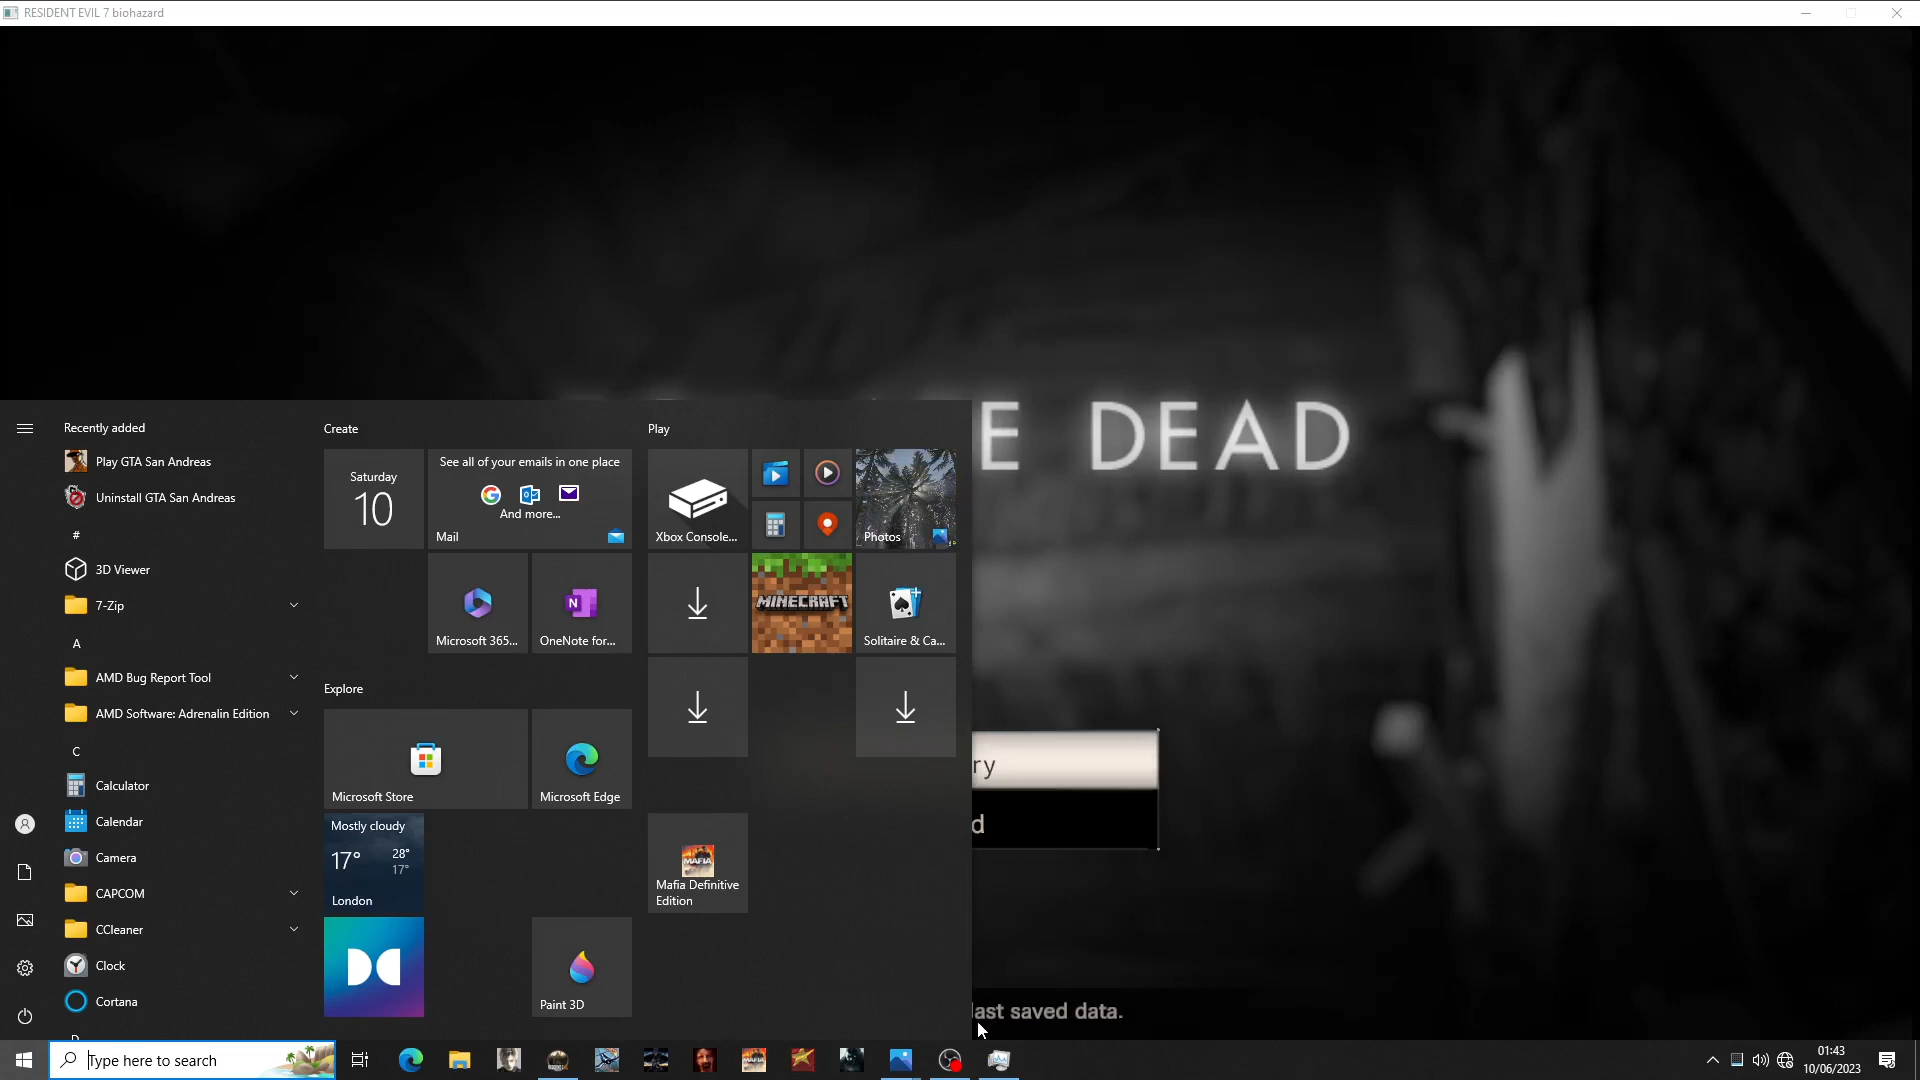 RESIDENT EVIL 7 biohazard
E DEAD
Recently added
Play GTA San Andreas
Uninstall GTA San Andreas
#
3D Viewer
7-Zip
A
AMD Bug Report Tool
AMD Software: Adrenalin Edition
C
Calculator
Calendar
Camera
CAPCOM
CCleaner
Clock
Cortana
Create
Saturday
10
See all of your emails in one place
And more...
Mail
Microsoft 365...
OneNote for...
Explore
Microsoft Store
Microsoft Edge
Mostly cloudy
17° 28°
17°
London
Paint 3D
Play
Xbox Console...
Photos
MINECRAFT
Solitaire & Ca...
MAFIA
Mafia Definitive
Edition
ry
d
last saved data.
Type here to search
01:43
10/06/2023